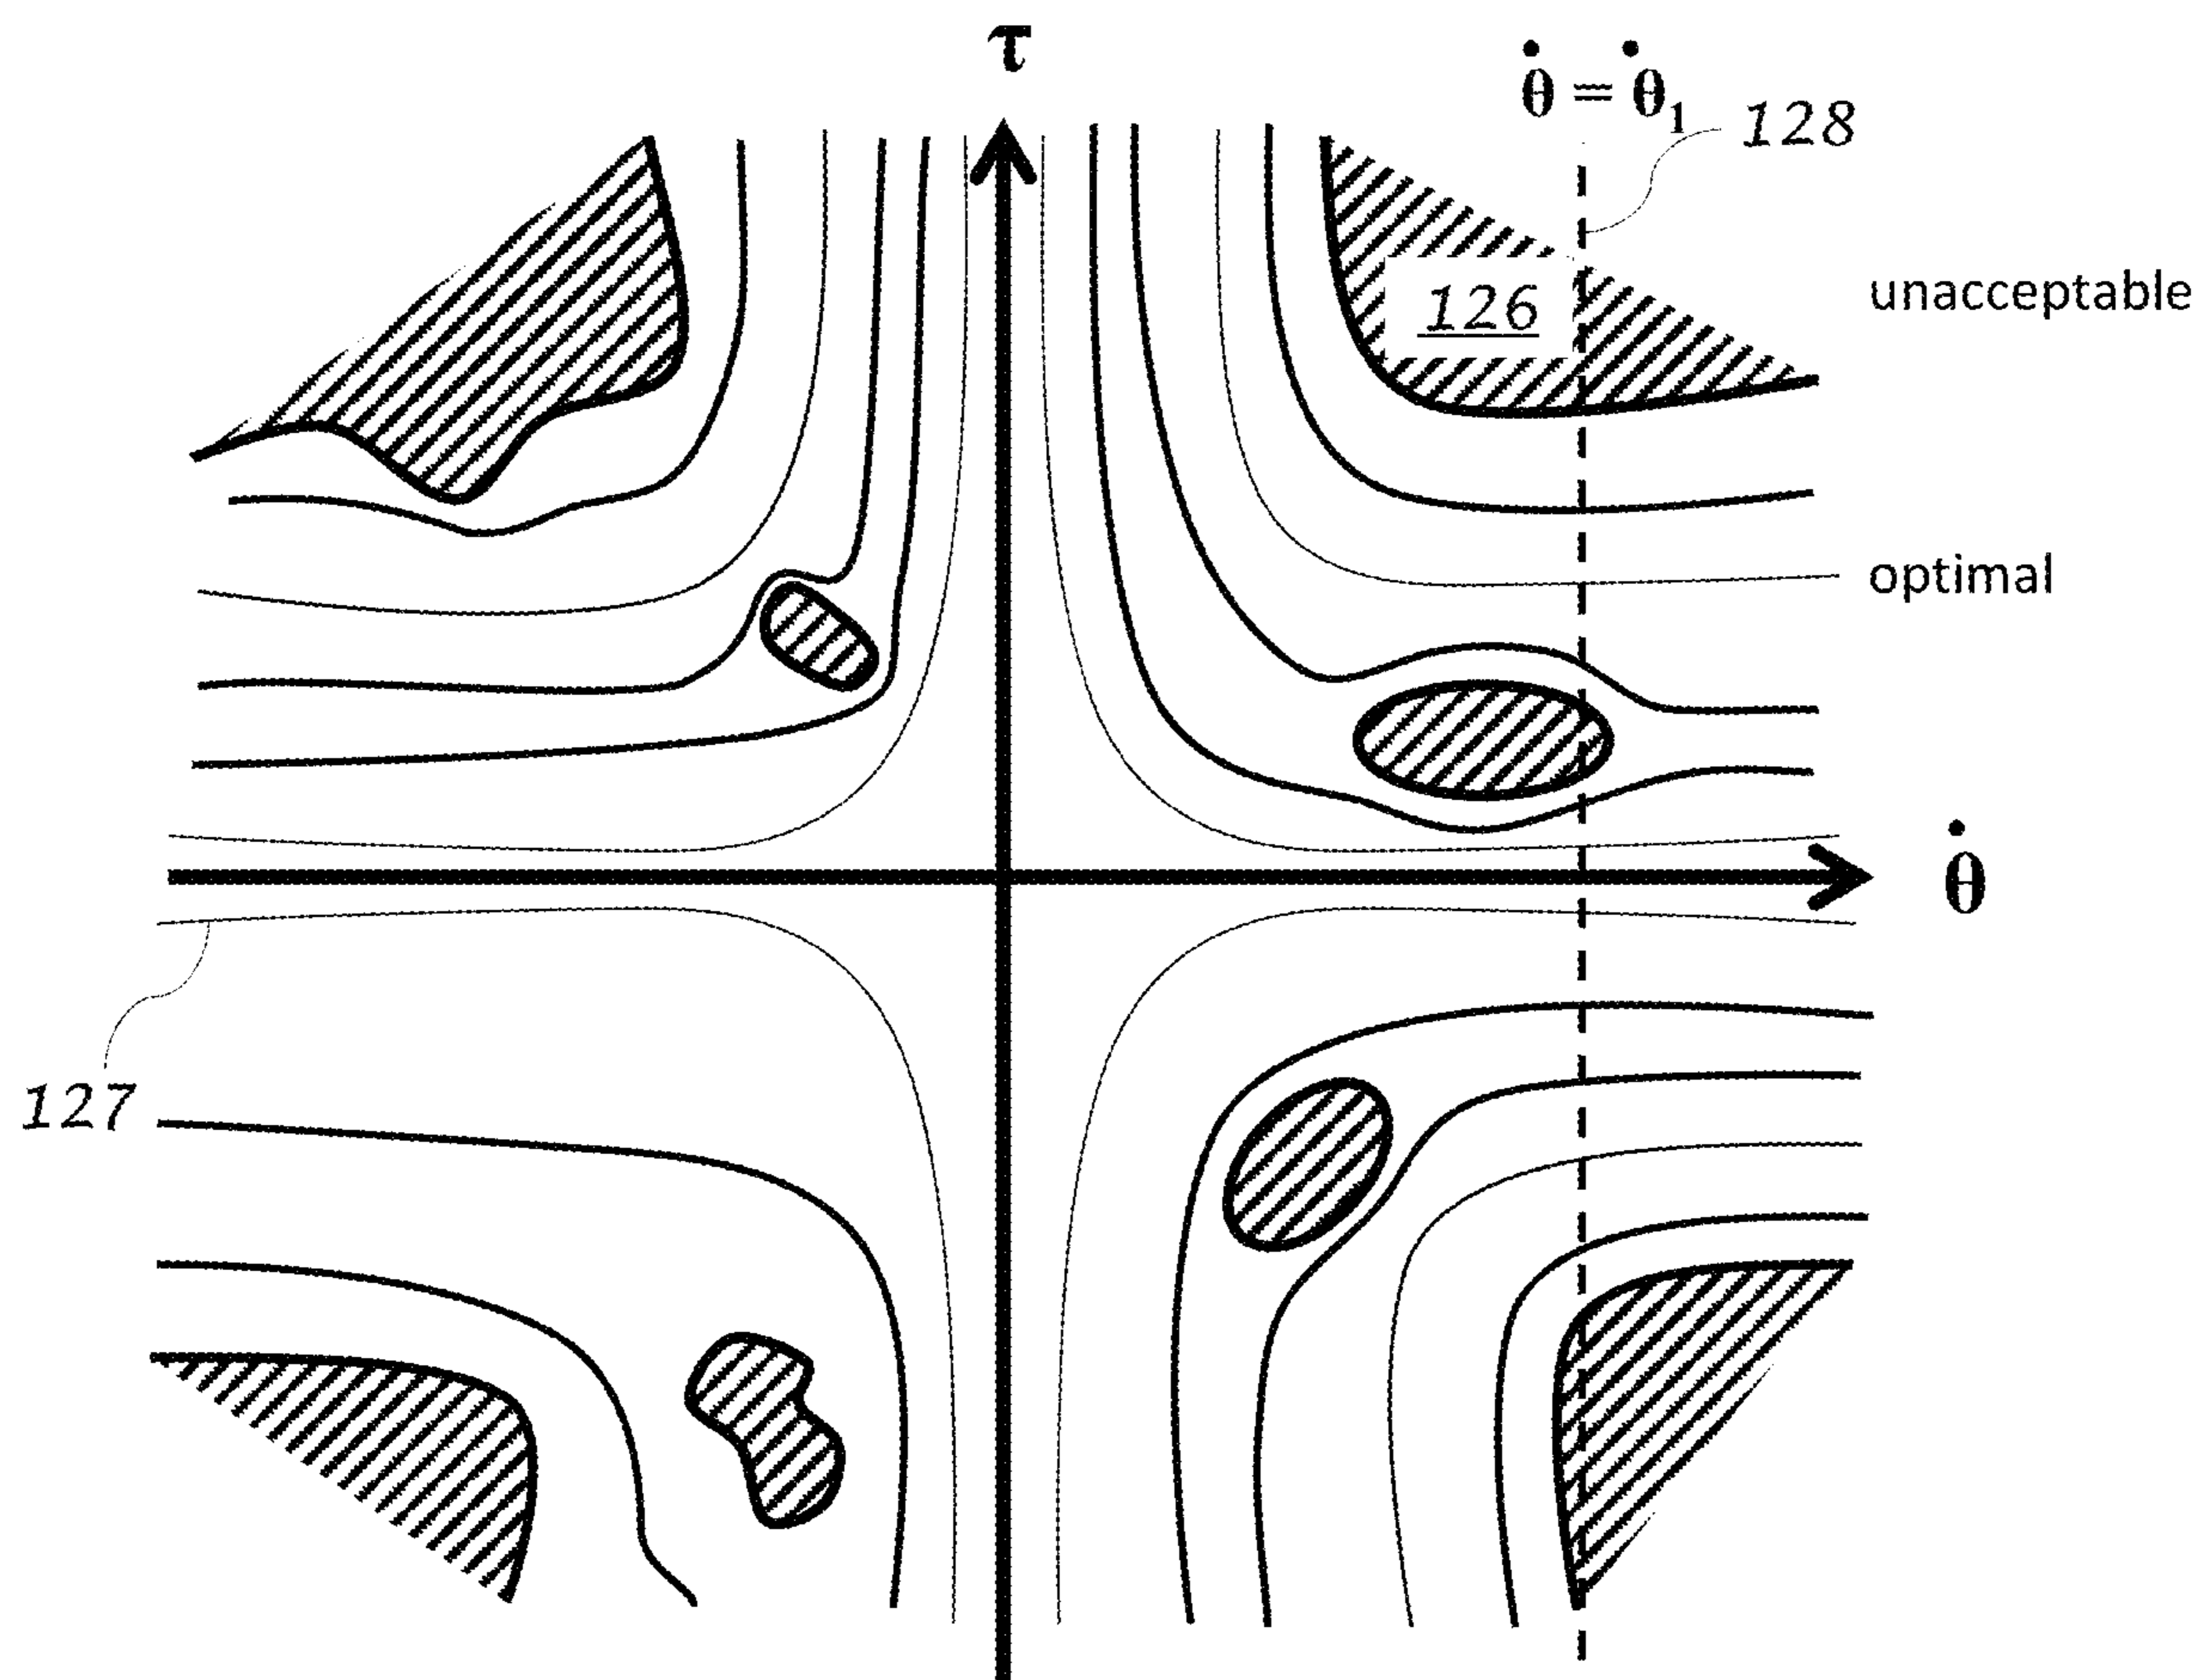 τ
θ̇ = θ̇₁
128
126
unacceptable
optimal
θ̇
127